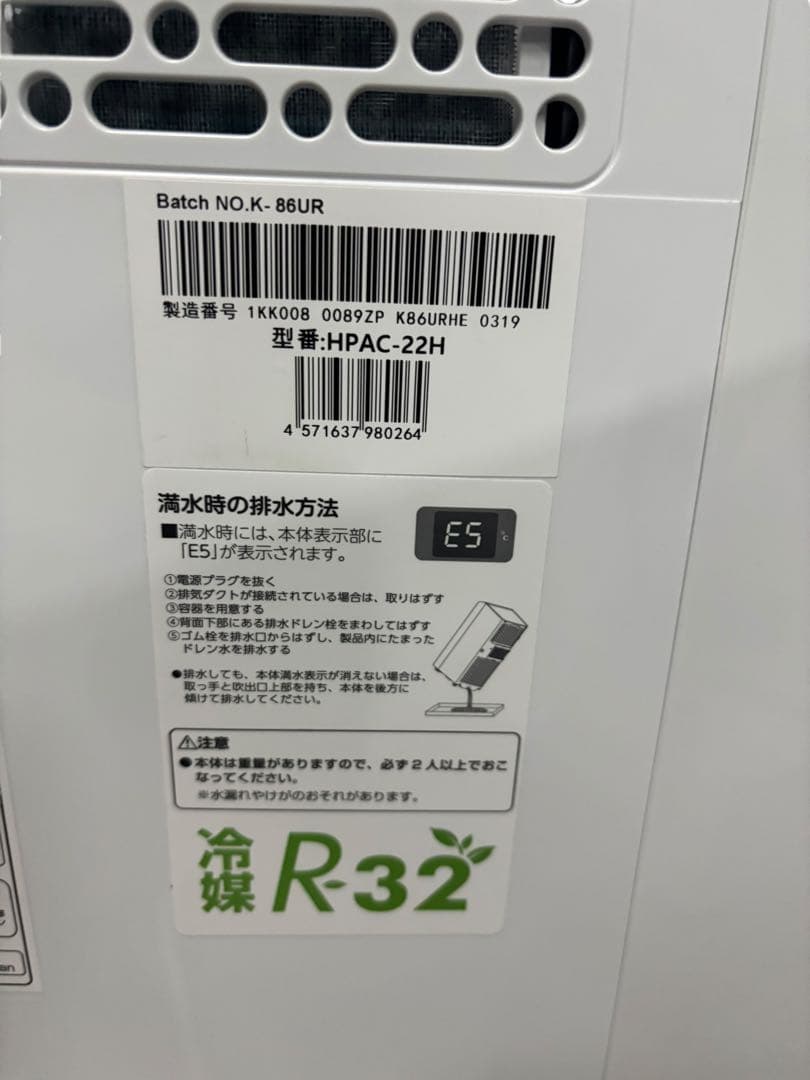 Batch NO.K- 86UR
製造番号 1KK008 0089ZP K86URHE 0319
型番:HPAC-22H
4 571637 980264
満水時の排水方法
■満水時には、本体表示部に
「E5」が表示されます。
E5 °C
①電源プラグを抜く
②排気ダクトが接続されている場合は、取りはずす
③容器を用意する
④背面下部にある排水ドレン栓をまわしてはずす
⑤ゴム栓を排水口からはずし、製品内にたまった
ドレン水を排水する
●排水しても、本体満水表示が消えない場合は、
取っ手と吹出口上部を持ち、本体を後方に
傾けて排水してください。
⚠注意
●本体は重量がありますので、必ず2人以上でおこ
なってください。
※水漏れやけがのおそれがあります。
冷媒 R-32
an